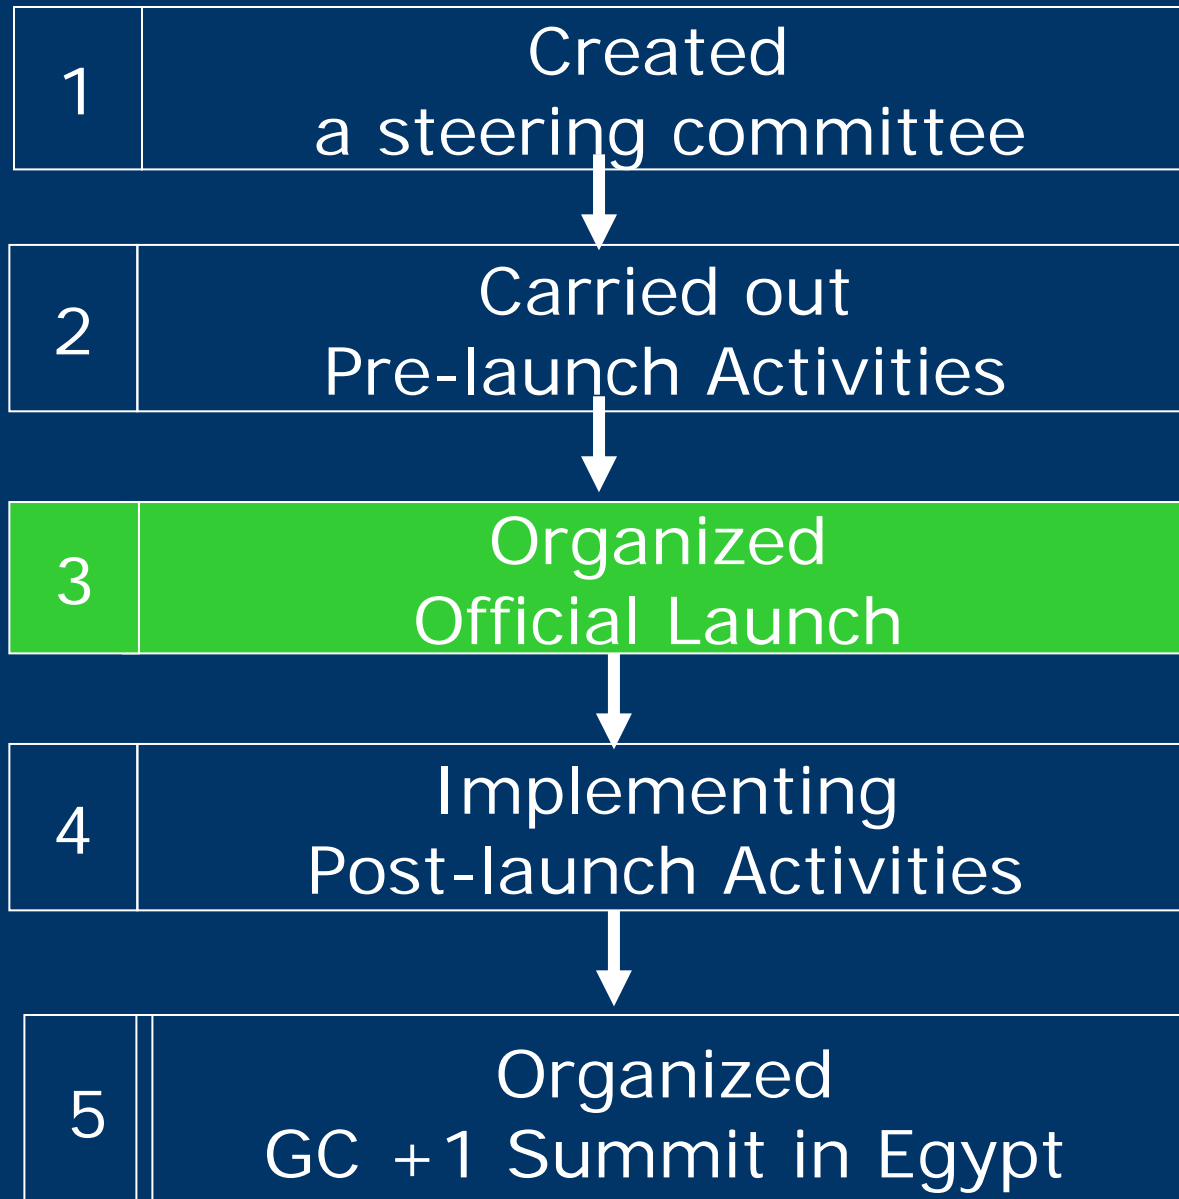 1
Created
a steering committee
2
Carried out
Pre-launch Activities
3
Organized
Official Launch
4
Implementing
Post-launch Activities
5
Organized
GC +1 Summit in Egypt